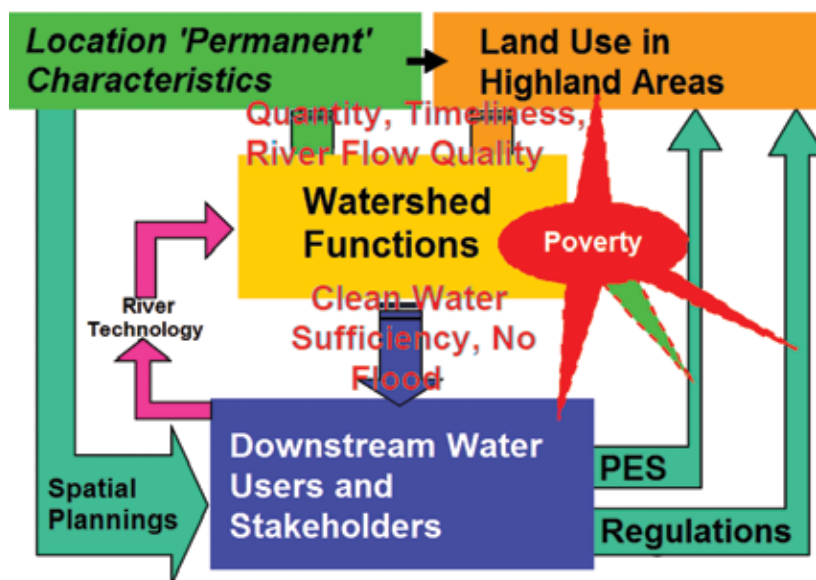 Location 'Permanent'
Characteristics
Land Use in
Highland Areas
Quantity, Timeliness,
River Flow Quality
Watershed
Functions
Poverty
Clean Water
Sufficiency, No
Flood
River
Technology
Downstream Water
Users and
Stakeholders
Spatial
Plannings
PES
Regulations